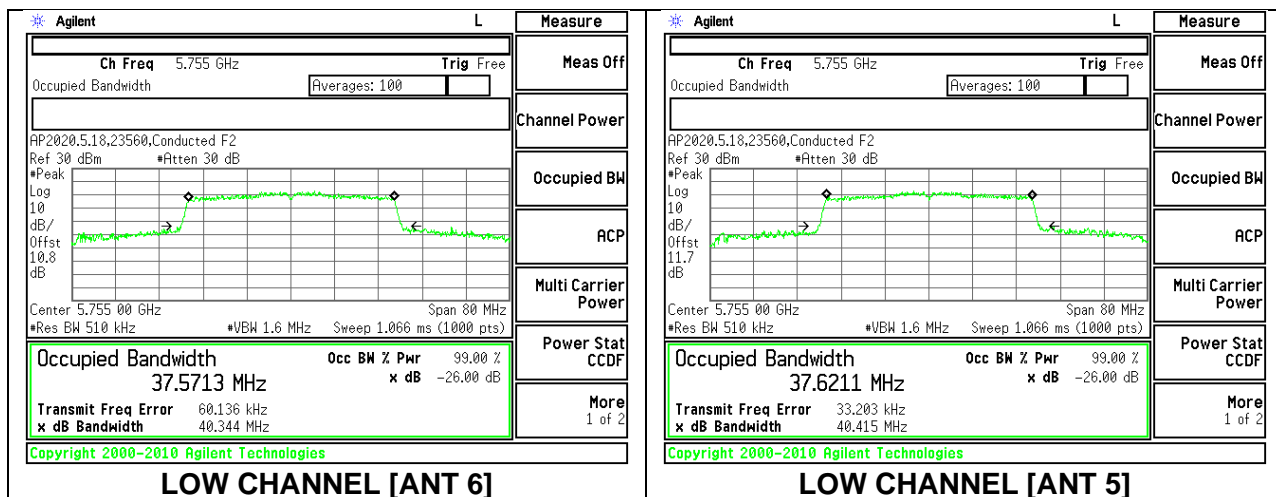 Agilent L Measure
Ch Freq 5.755 GHz Trig Free
Meas Off
Occupied Bandwidth Averages: 100
Channel Power
AP2020.5.18,23560,Conducted F2
Ref 30 dBm #Atten 30 dB
#Peak
Log
10
dB/
Offst
10.8
dB
Occupied BW
ACP
Multi Carrier
Power
Center 5.755 00 GHz Span 80 MHz
#Res BW 510 kHz #VBW 1.6 MHz Sweep 1.066 ms (1000 pts)
Power Stat
CCDF
Occupied Bandwidth Occ BW % Pwr 99.00 %
37.5713 MHz x dB -26.00 dB
Transmit Freq Error 60.136 kHz
x dB Bandwidth 40.344 MHz
More
1 of 2
Copyright 2000-2010 Agilent Technologies
LOW CHANNEL [ANT 6]
Agilent L Measure
Ch Freq 5.755 GHz Trig Free
Meas Off
Occupied Bandwidth Averages: 100
Channel Power
AP2020.5.18,23560,Conducted F2
Ref 30 dBm #Atten 30 dB
#Peak
Log
10
dB/
Offst
11.7
dB
Occupied BW
ACP
Multi Carrier
Power
Center 5.755 00 GHz Span 80 MHz
#Res BW 510 kHz #VBW 1.6 MHz Sweep 1.066 ms (1000 pts)
Power Stat
CCDF
Occupied Bandwidth Occ BW % Pwr 99.00 %
37.6211 MHz x dB -26.00 dB
Transmit Freq Error 33.203 kHz
x dB Bandwidth 40.415 MHz
More
1 of 2
Copyright 2000-2010 Agilent Technologies
LOW CHANNEL [ANT 5]